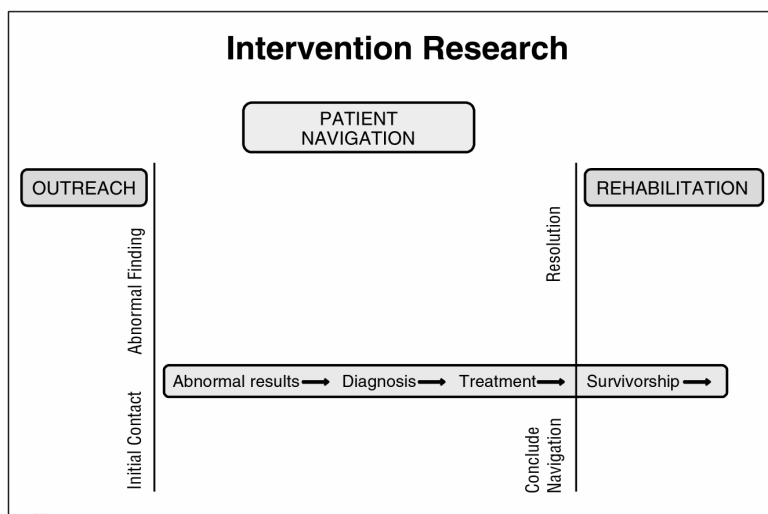 Intervention Research
PATIENT
NAVIGATION
OUTREACH
REHABILITATION
Abnormal Finding
Resolution
Abnormal results
Diagnosis
Treatment
Survivorship
Initial Contact
Conclude
Navigation